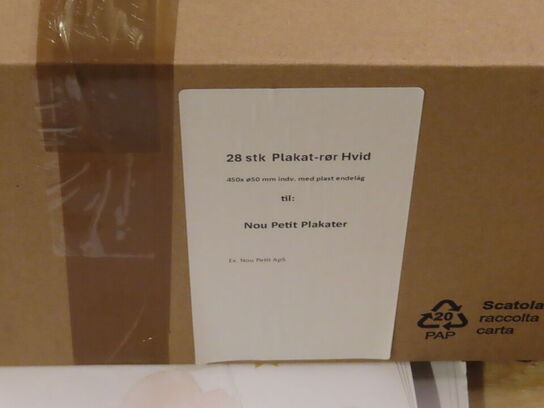 28 stk Plakat-rør Hvid
450x ø50 mm indv. med plast endelåg
til:
Nou Petit Plakater
Ex. Nou Petit ApS
20
PAP
Scatola
raccolta
carta